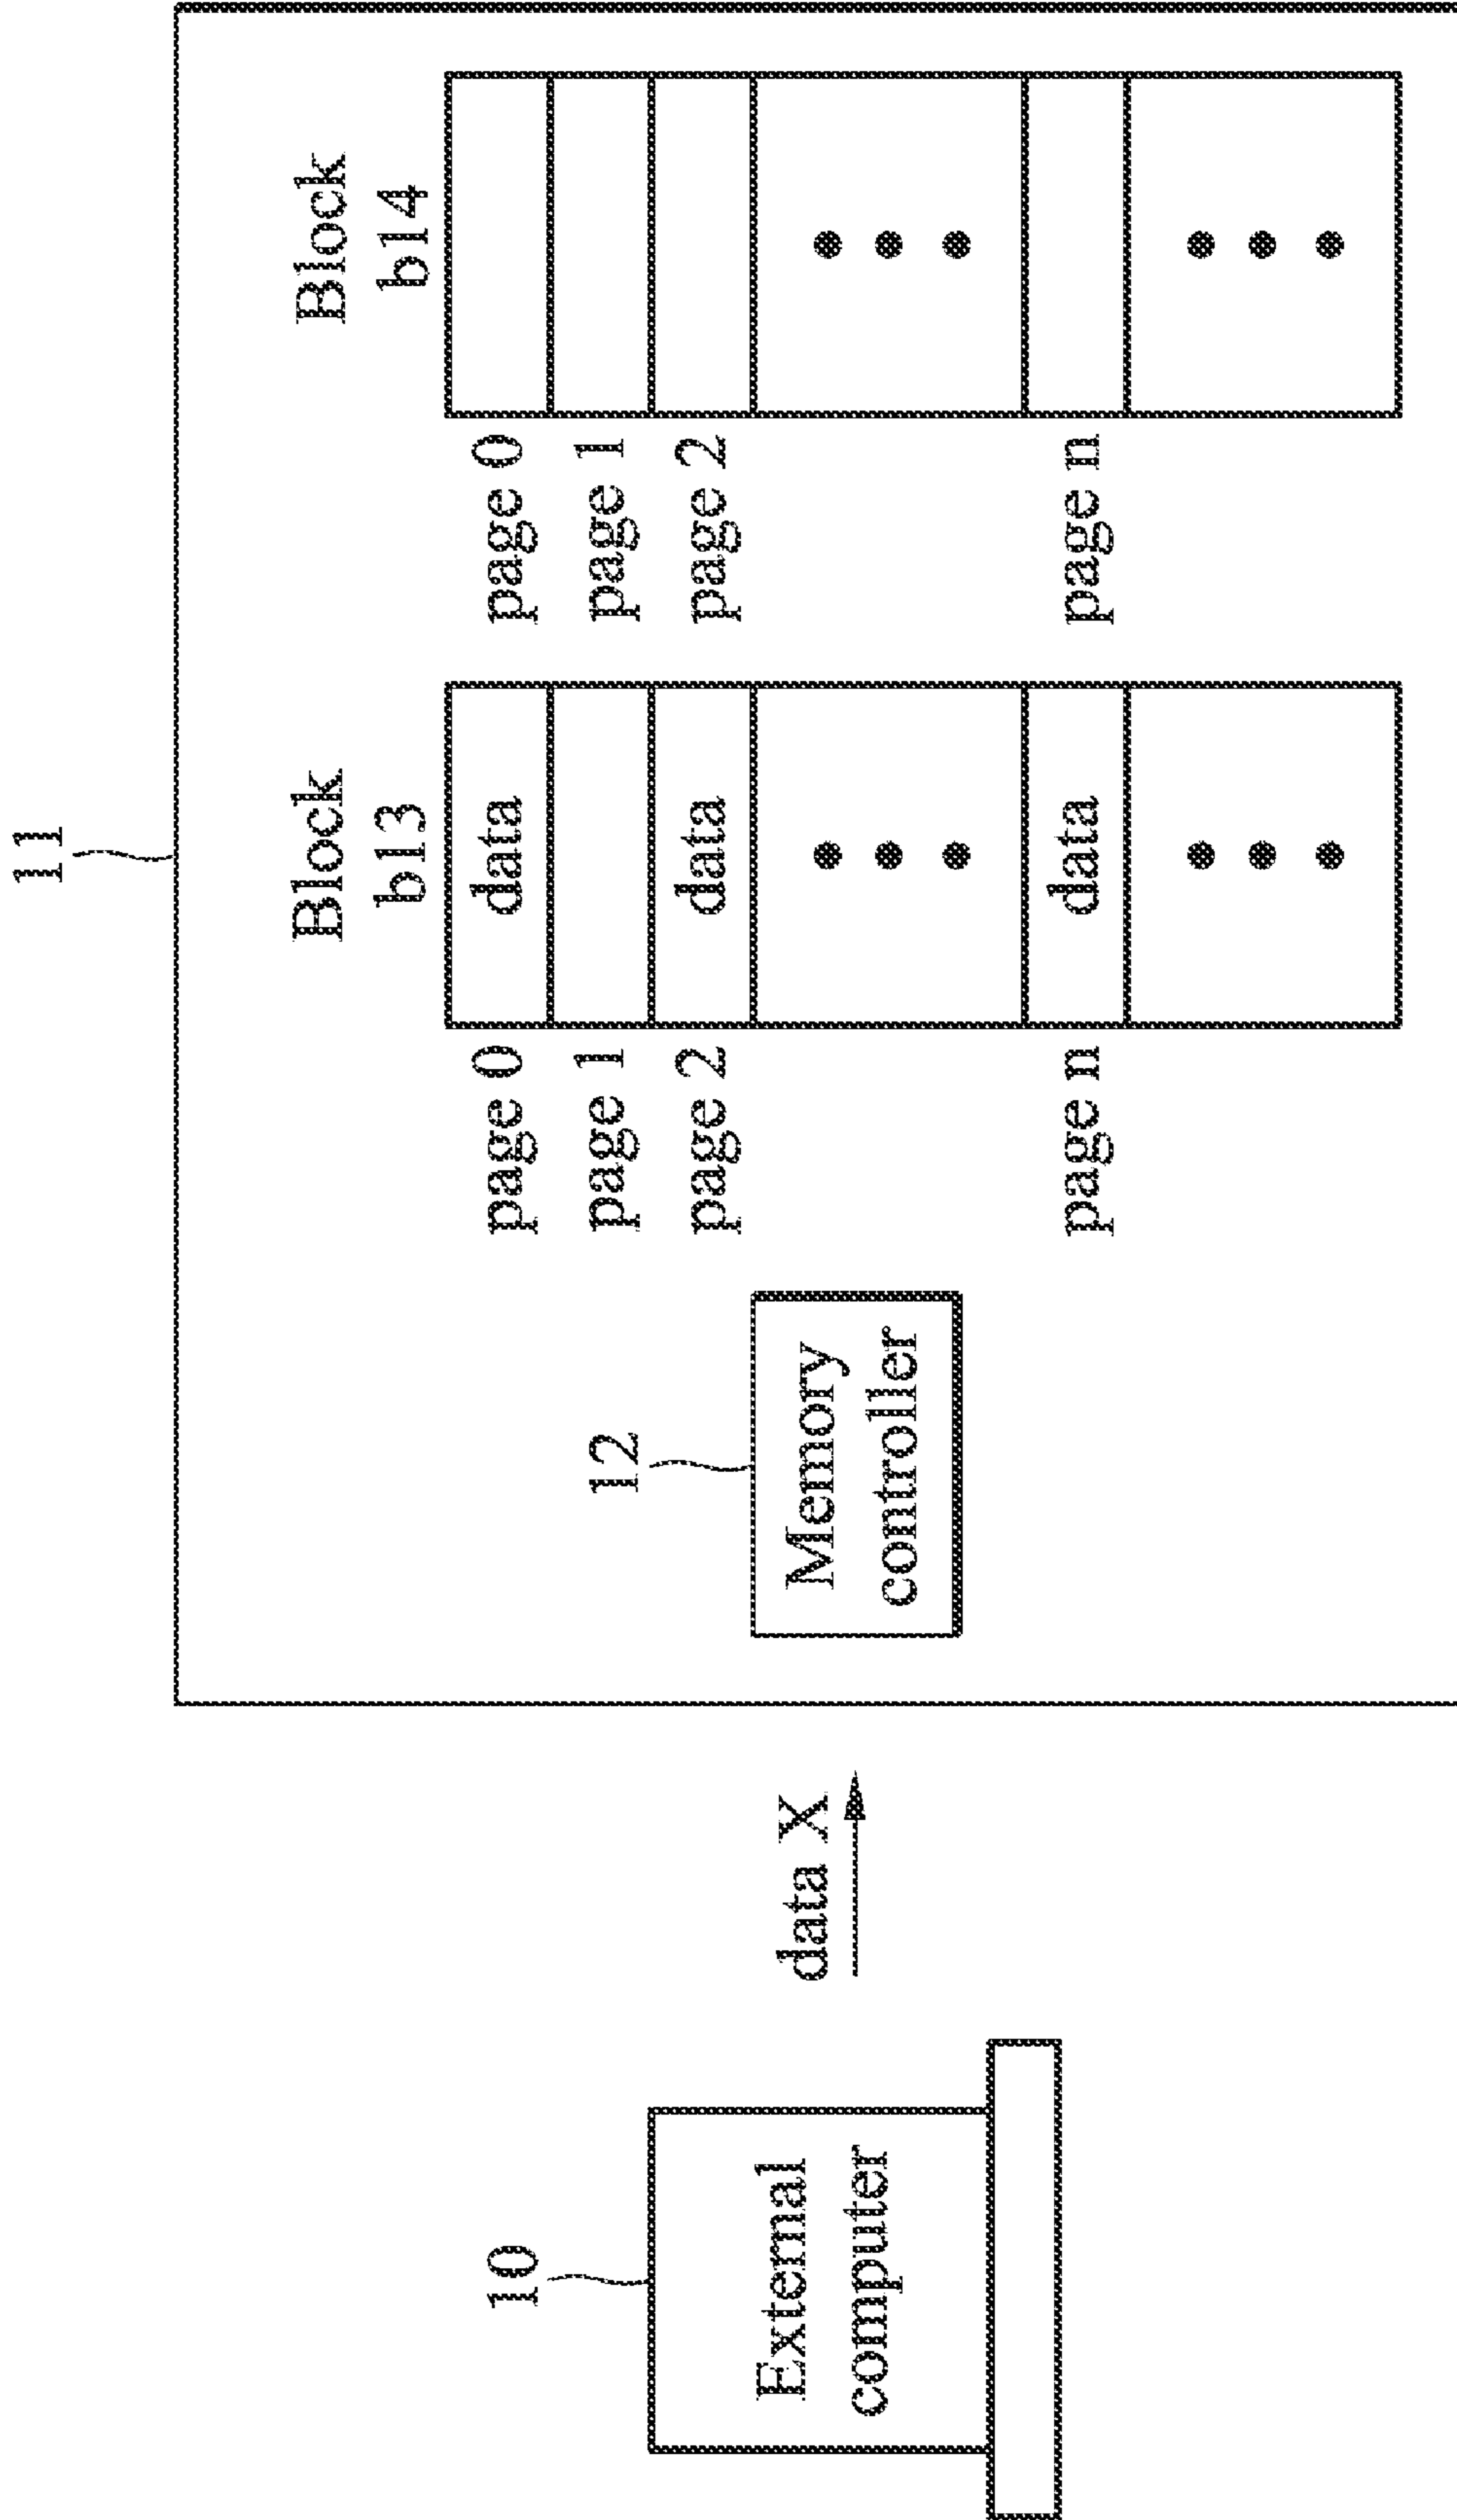 11
Block
b13
Block
b14
page 0
data
page 0
page 1
page 1
page 2
data
page 2
page n
data
page n
12
Memory
controller
data X
10
External
computer